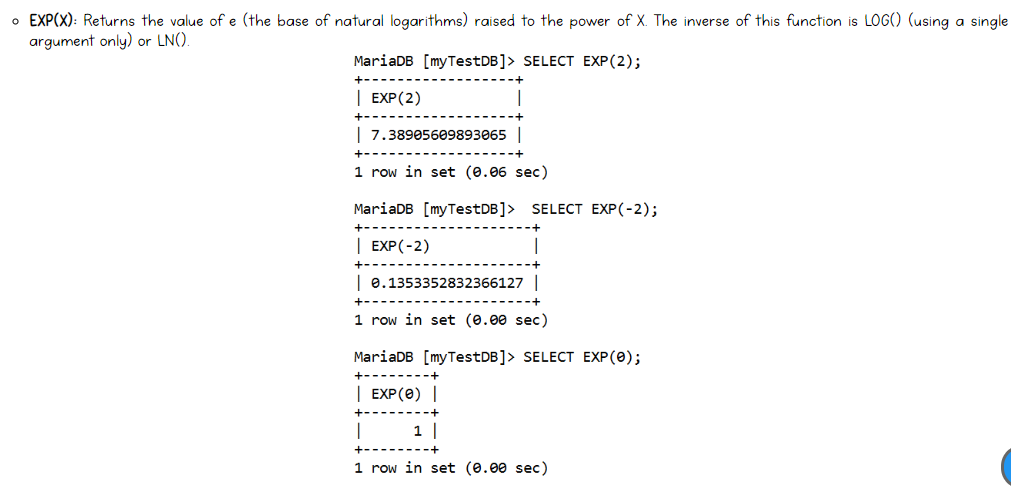 ◦ EXP(X): Returns the value of e (the base of natural logarithms) raised to the power of X. The inverse of this function is LOG() (using a single
argument only) or LN().
MariaDB [myTestDB]> SELECT EXP(2);
+------------------+
| EXP(2)           |
+------------------+
| 7.38905609893065 |
+------------------+
1 row in set (0.06 sec)
MariaDB [myTestDB]>  SELECT EXP(-2);
+--------------------+
| EXP(-2)            |
+--------------------+
| 0.1353352832366127 |
+--------------------+
1 row in set (0.00 sec)
MariaDB [myTestDB]> SELECT EXP(0);
+--------+
| EXP(0) |
+--------+
|      1 |
+--------+
1 row in set (0.00 sec)